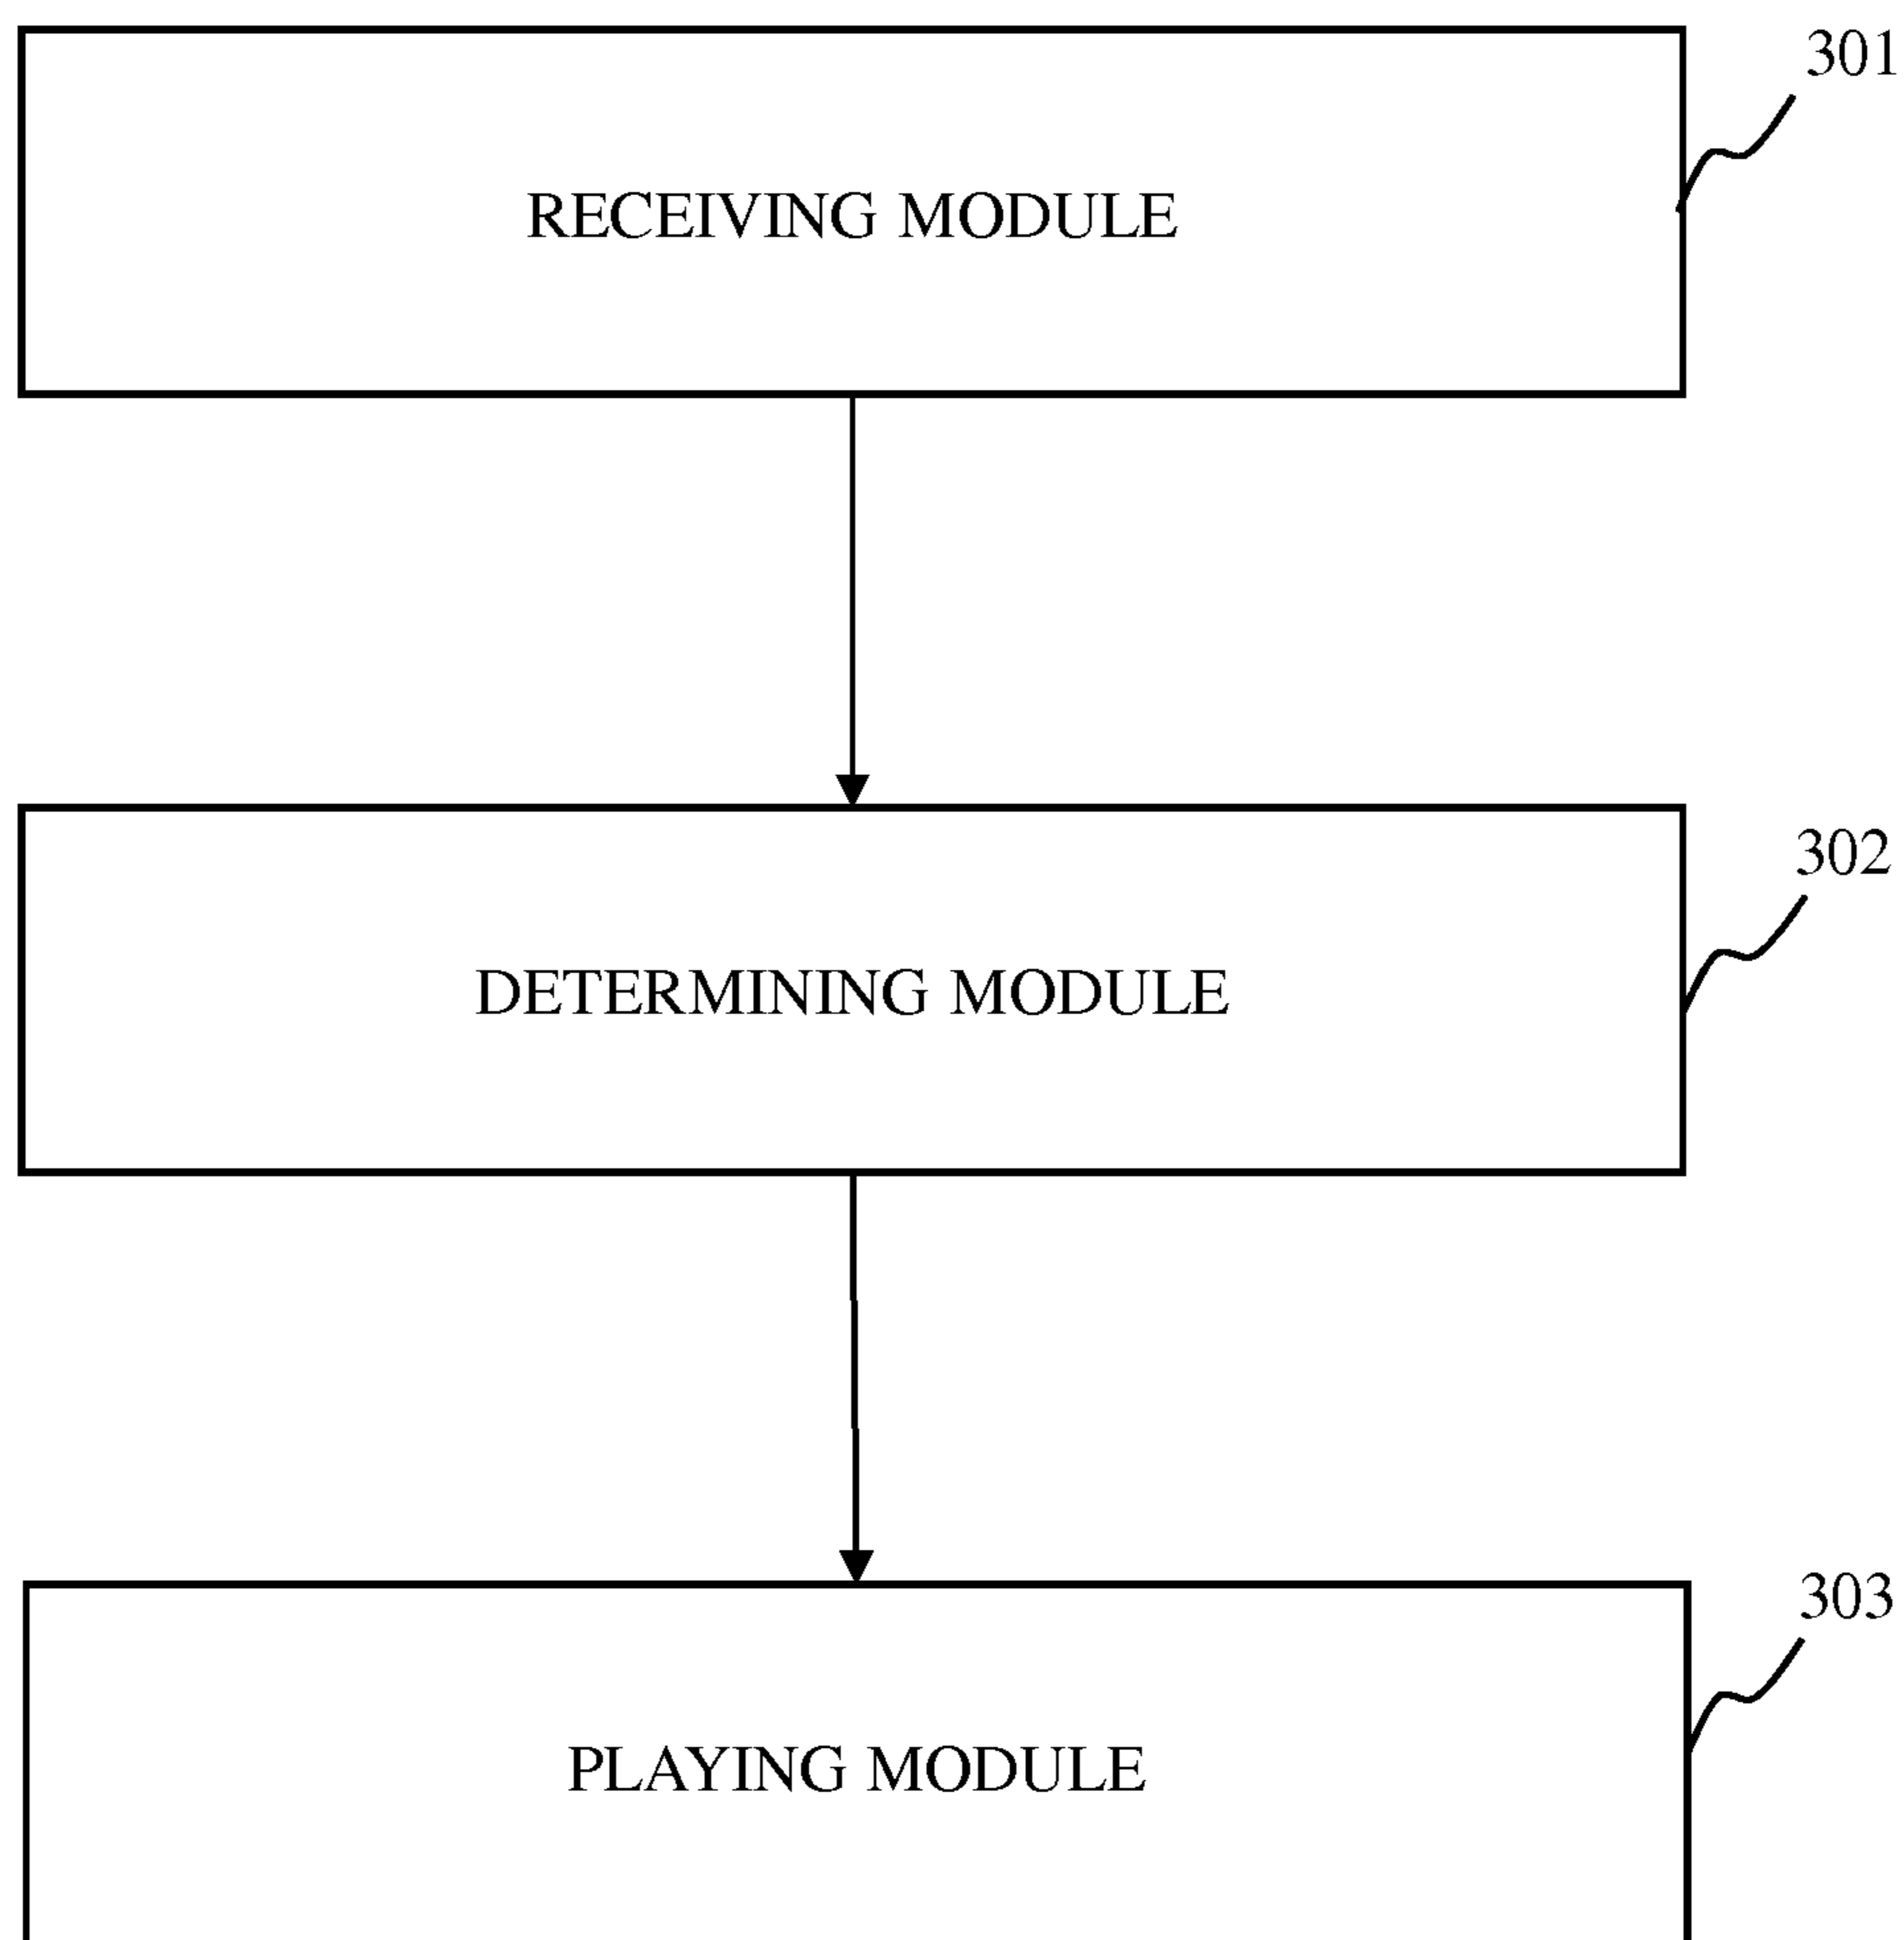 301
RECEIVING MODULE
302
DETERMINING MODULE
303
PLAYING MODULE